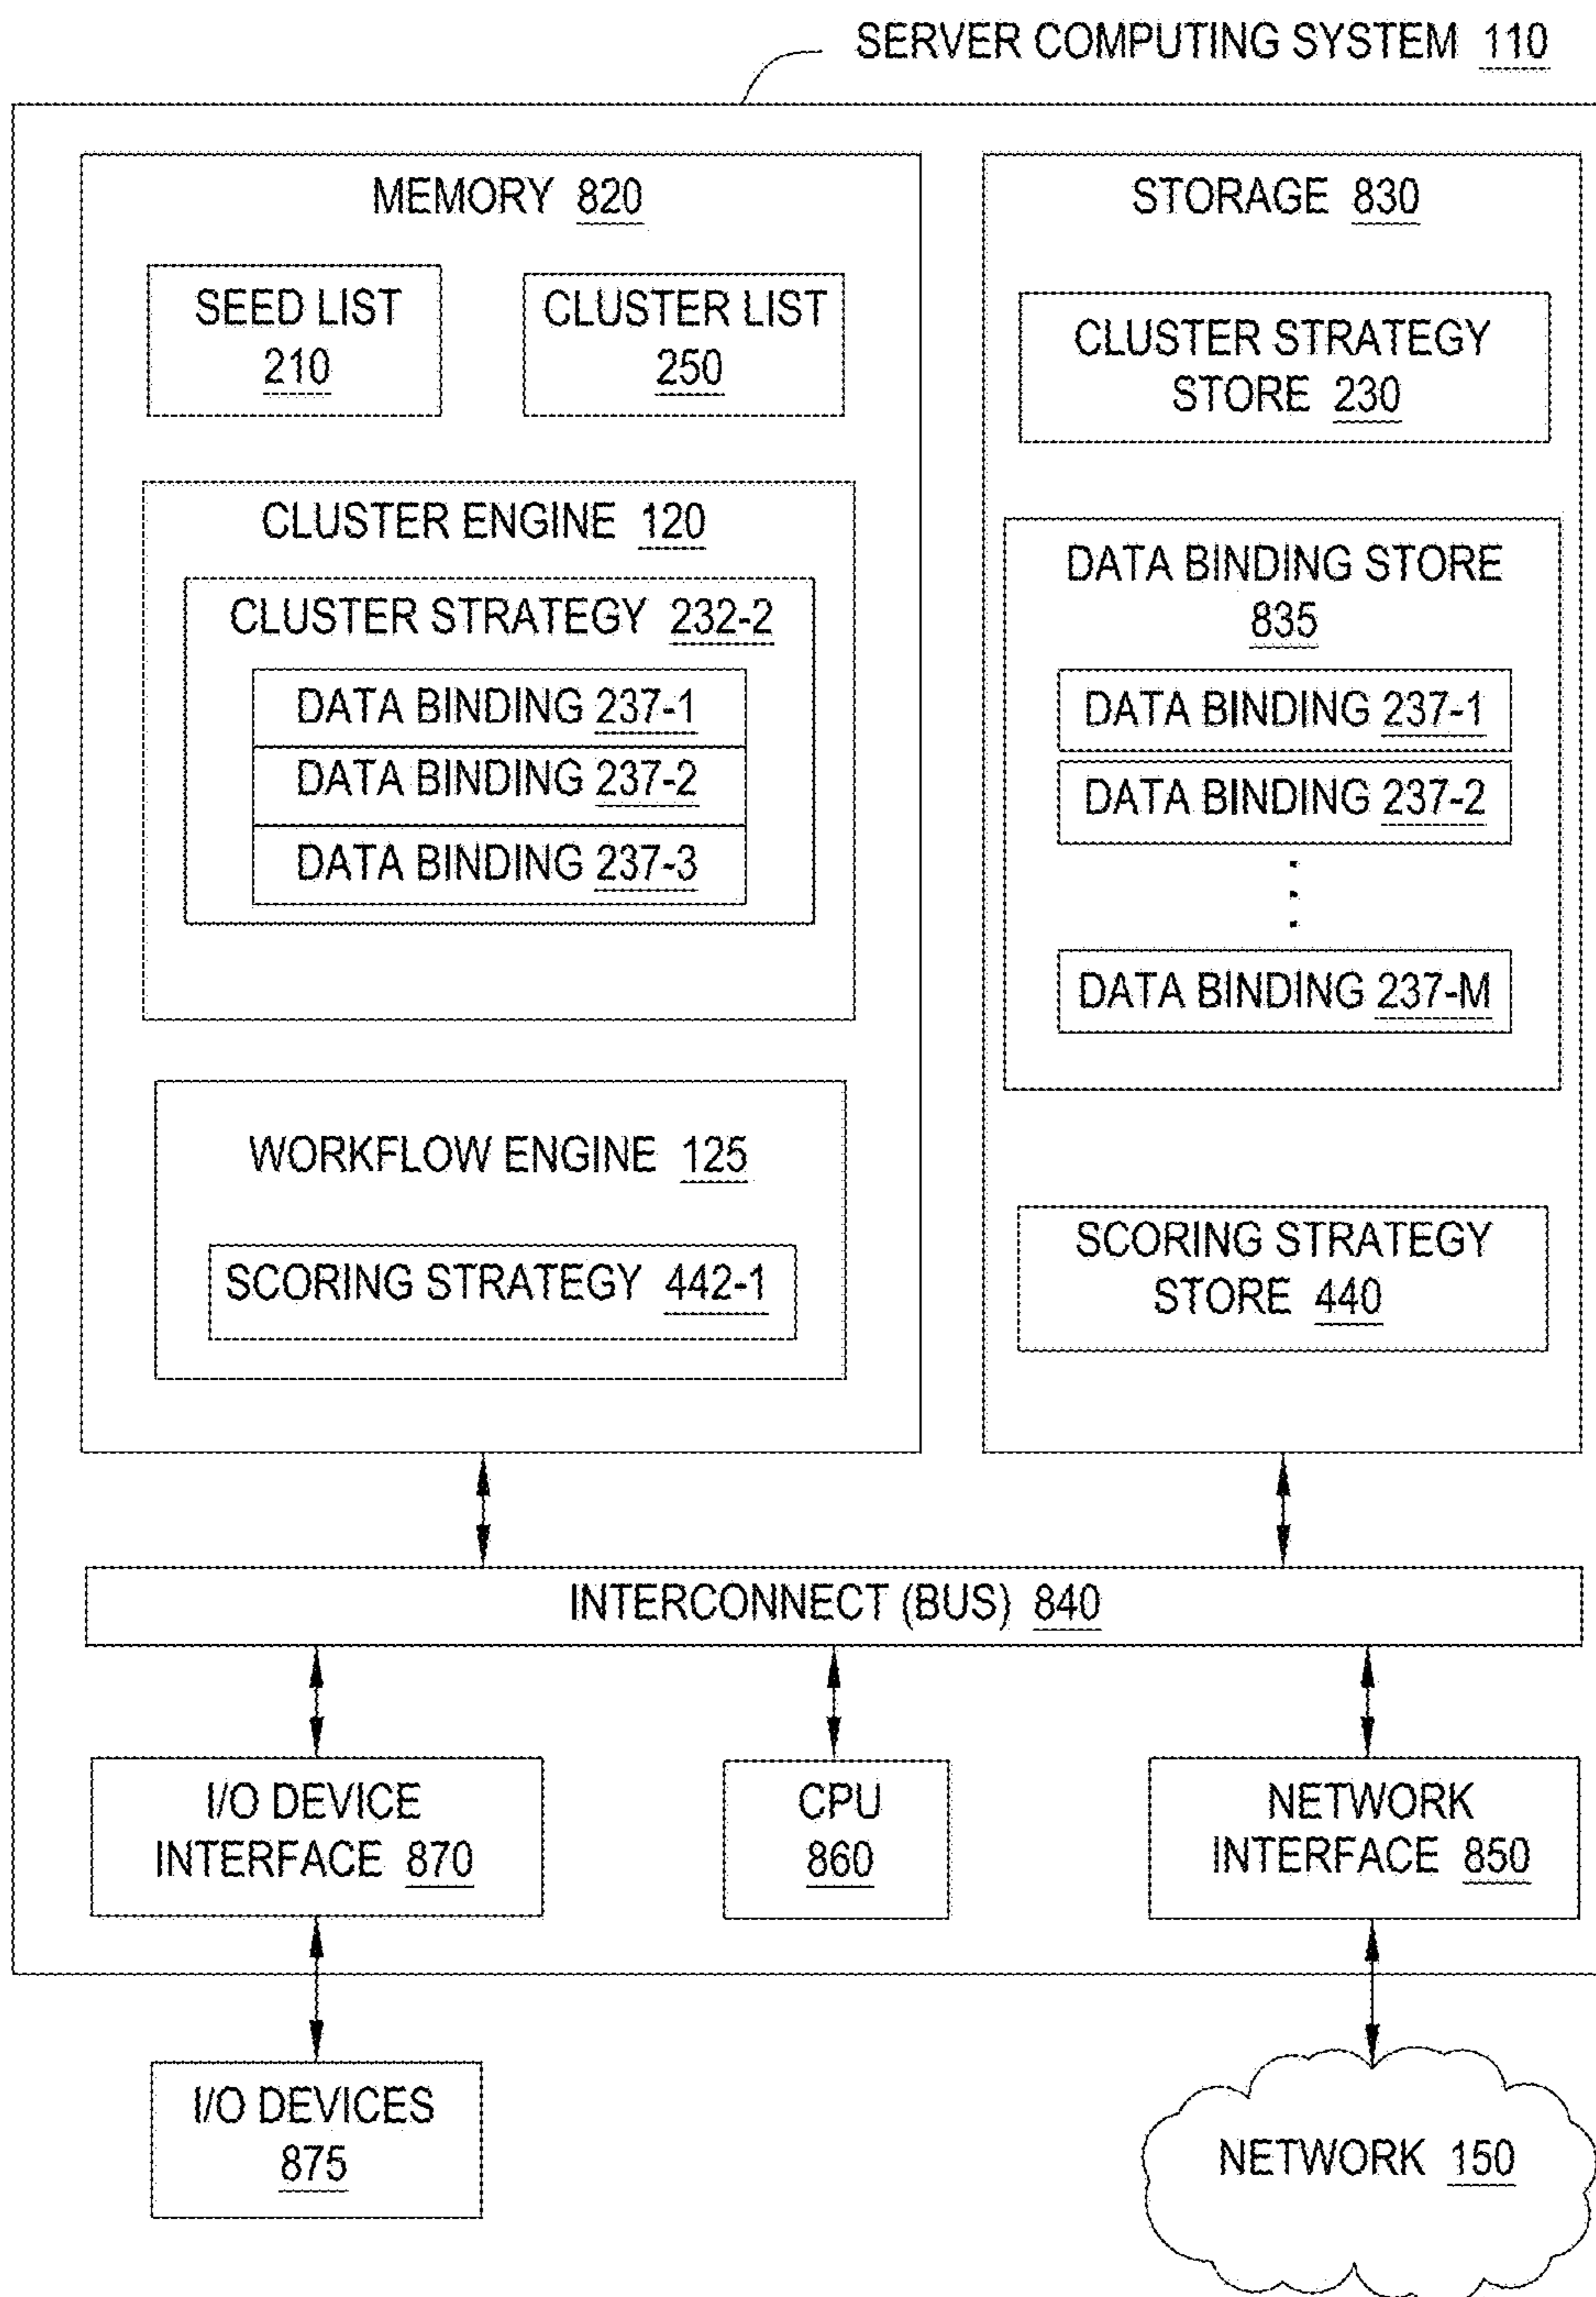 SERVER COMPUTING SYSTEM 110
MEMORY 820
SEED LIST
210
CLUSTER LIST
250
CLUSTER ENGINE 120
CLUSTER STRATEGY 232-2
DATA BINDING 237-1
DATA BINDING 237-2
DATA BINDING 237-3
WORKFLOW ENGINE 125
SCORING STRATEGY 442-1
STORAGE 830
CLUSTER STRATEGY
STORE 230
DATA BINDING STORE
835
DATA BINDING 237-1
DATA BINDING 237-2
DATA BINDING 237-M
SCORING STRATEGY
STORE 440
INTERCONNECT (BUS) 840
I/O DEVICE
INTERFACE 870
CPU
860
NETWORK
INTERFACE 850
I/O DEVICES
875
NETWORK 150